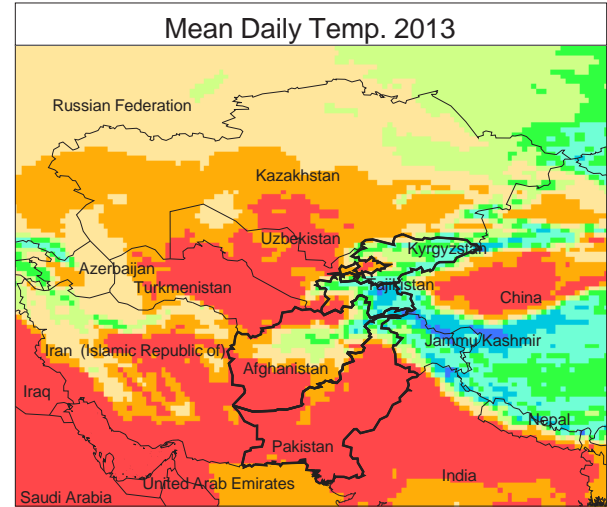 Mean Daily Temp. 2013
Russian Federation
Kazakhstan
Uzbekistan
Kyrgyzstan
Azerbaijan
Turkmenistan
Tajikistan
China
Jammu/Kashmir
Iran (Islamic Republic of)
Afghanistan
Iraq
Nepal
Pakistan
India
United Arab Emirates
Saudi Arabia